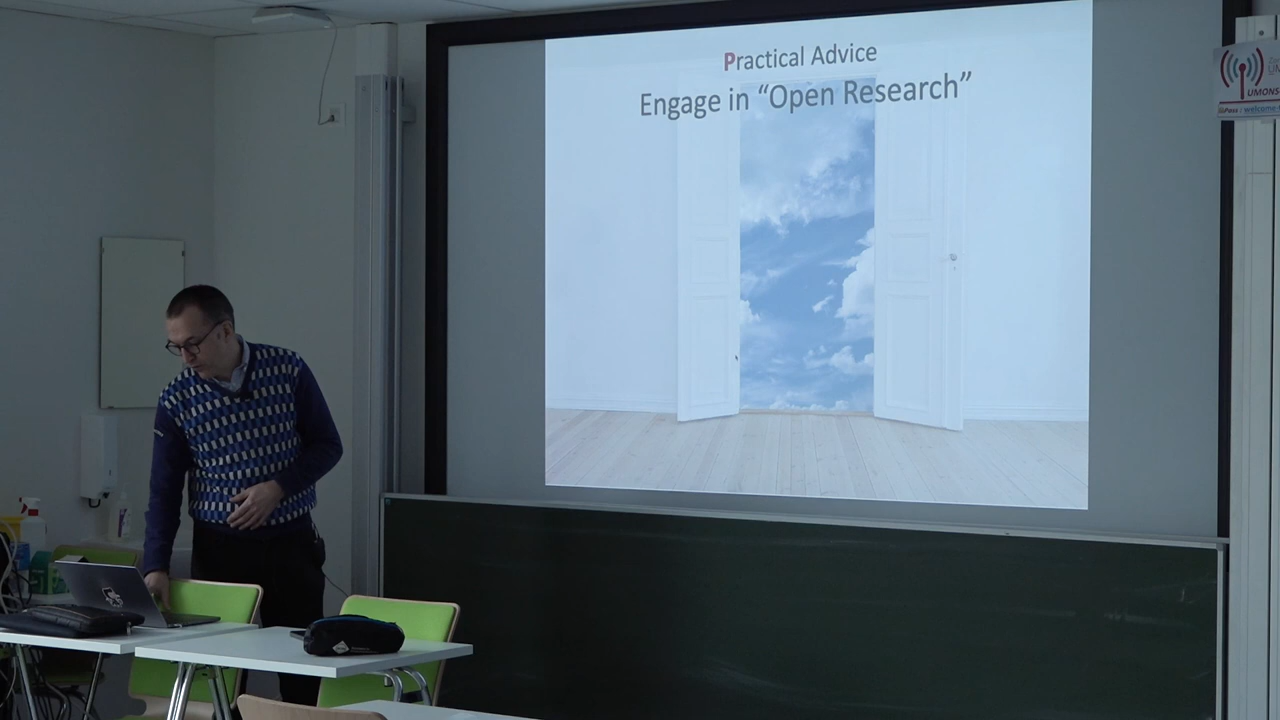 Practical Advice
Engage in “Open Research”
UMONS